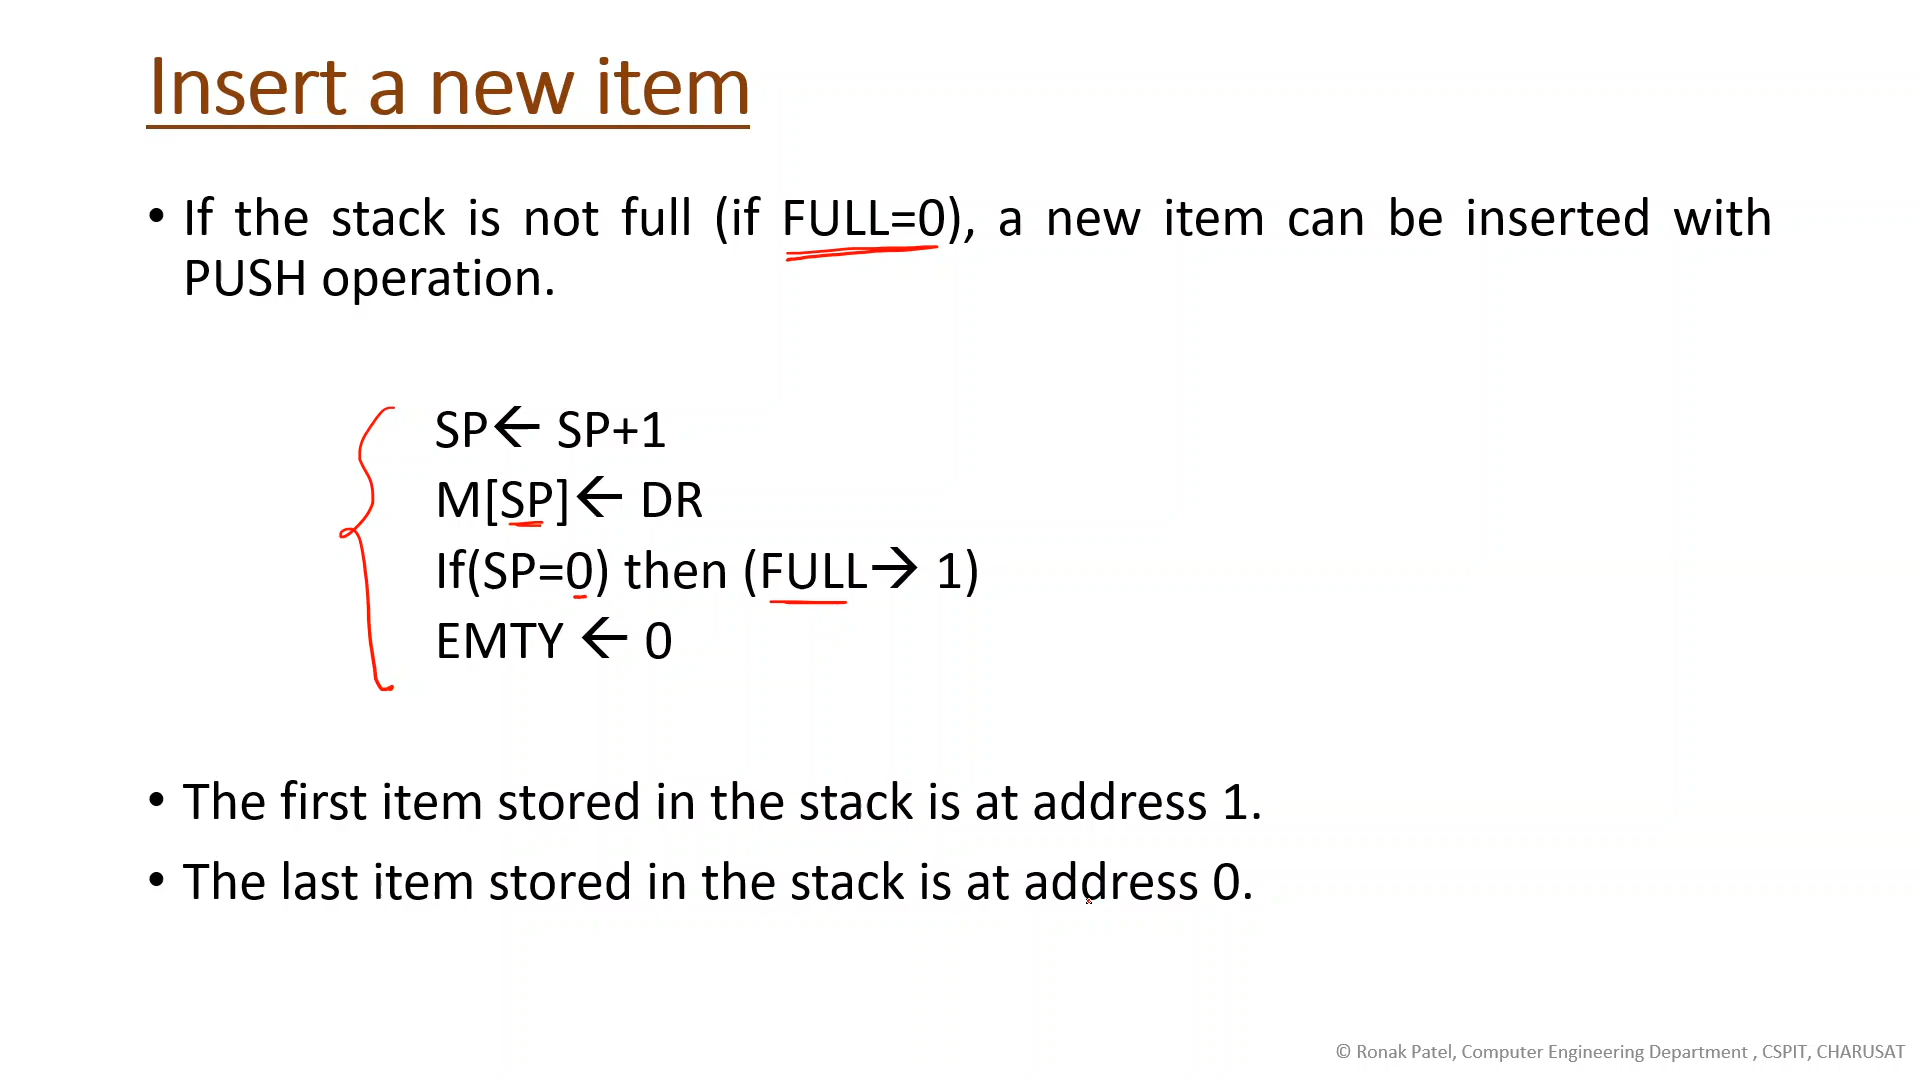 Insert a new item
• If the stack is not full (if FULL=0), a new item can be inserted with
PUSH operation.
SP← SP+1
M[SP]← DR
If(SP=0) then (FULL→ 1)
EMTY ← 0
• The first item stored in the stack is at address 1.
• The last item stored in the stack is at address 0.
© Ronak Patel, Computer Engineering Department , CSPIT, CHARUSAT